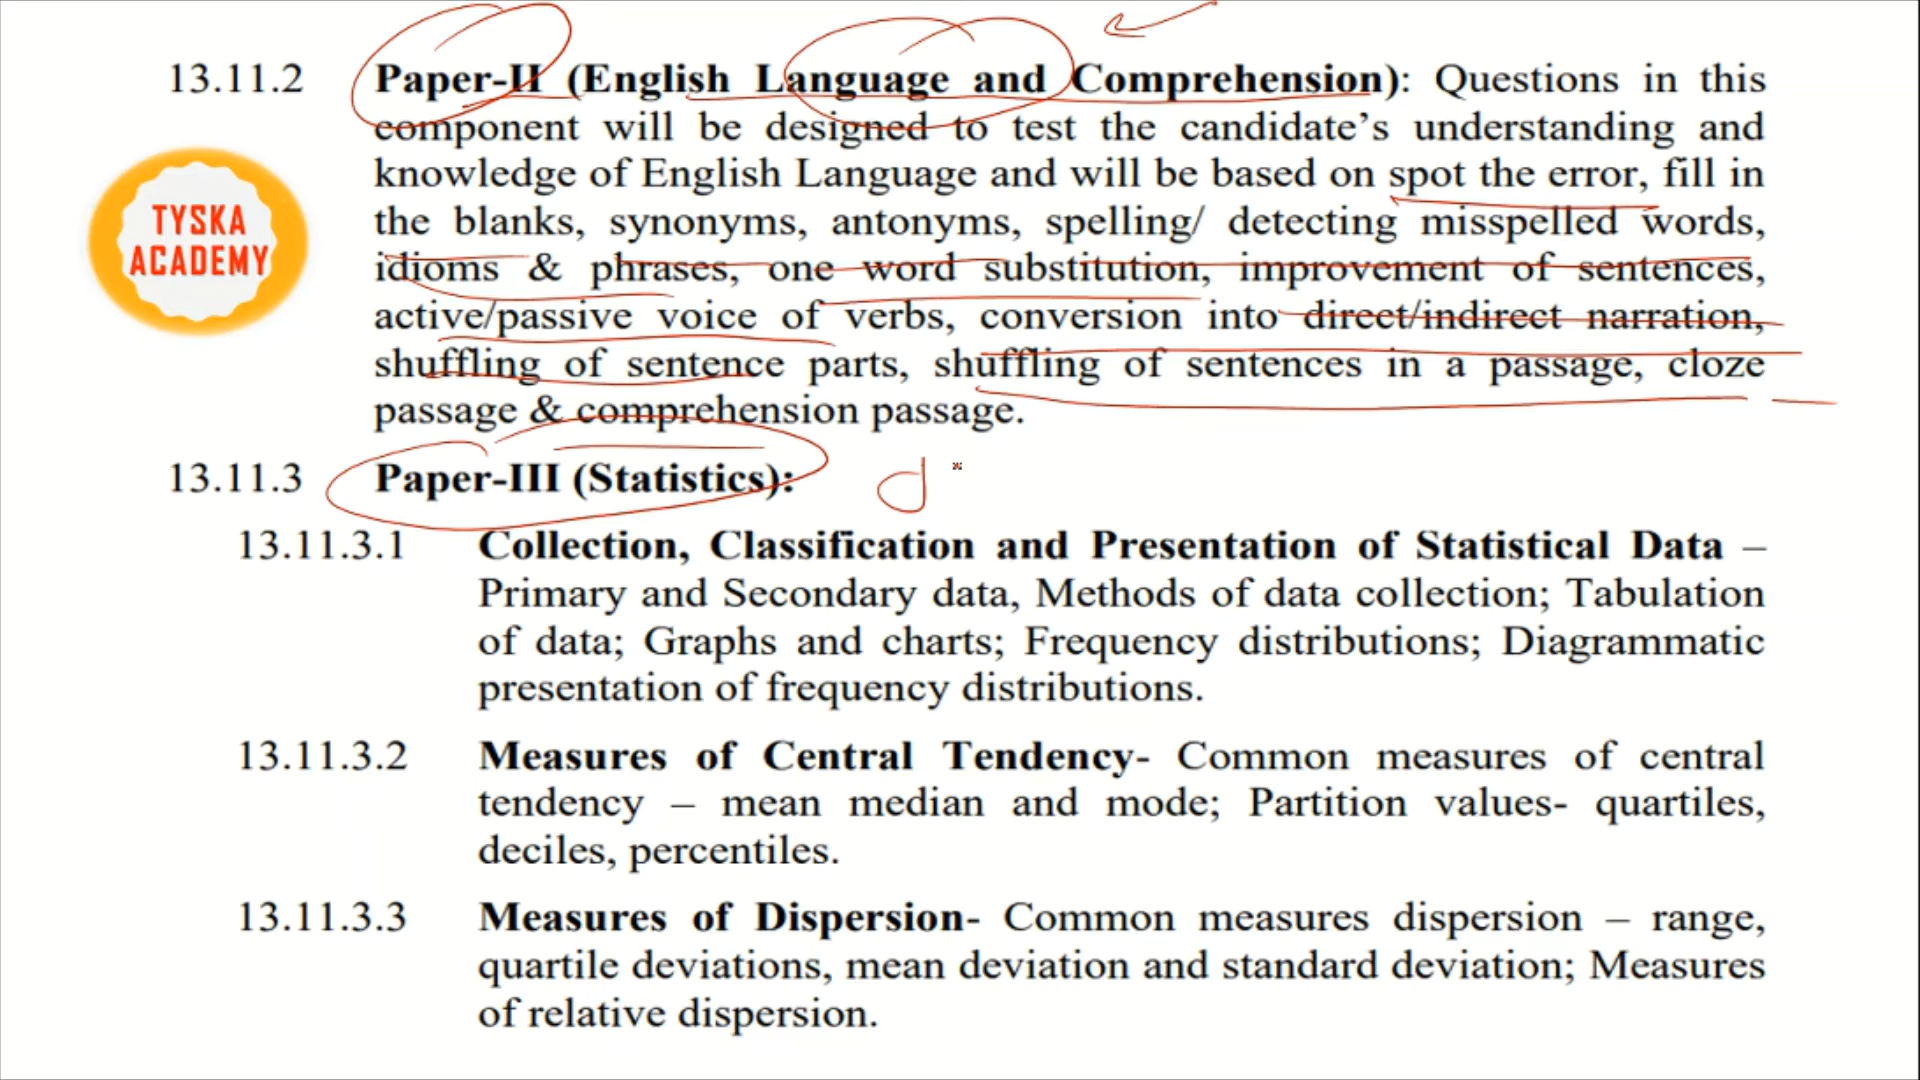 13.11.2 Paper-II (English Language and Comprehension): Questions in this
component will be designed to test the candidate's understanding and
knowledge of English Language and will be based on spot the error, fill in
the blanks, synonyms, antonyms, spelling/ detecting misspelled words,
idioms & phrases, one word substitution, improvement of sentences,
active/passive voice of verbs, conversion into direct/indirect narration,
shuffling of sentence parts, shuffling of sentences in a passage, cloze
passage & comprehension passage.
TYSKA
ACADEMY
13.11.3 Paper-III (Statistics): d
13.11.3.1 Collection, Classification and Presentation of Statistical Data –
Primary and Secondary data, Methods of data collection; Tabulation
of data; Graphs and charts; Frequency distributions; Diagrammatic
presentation of frequency distributions.
13.11.3.2 Measures of Central Tendency- Common measures of central
tendency – mean median and mode; Partition values- quartiles,
deciles, percentiles.
13.11.3.3 Measures of Dispersion- Common measures dispersion – range,
quartile deviations, mean deviation and standard deviation; Measures
of relative dispersion.